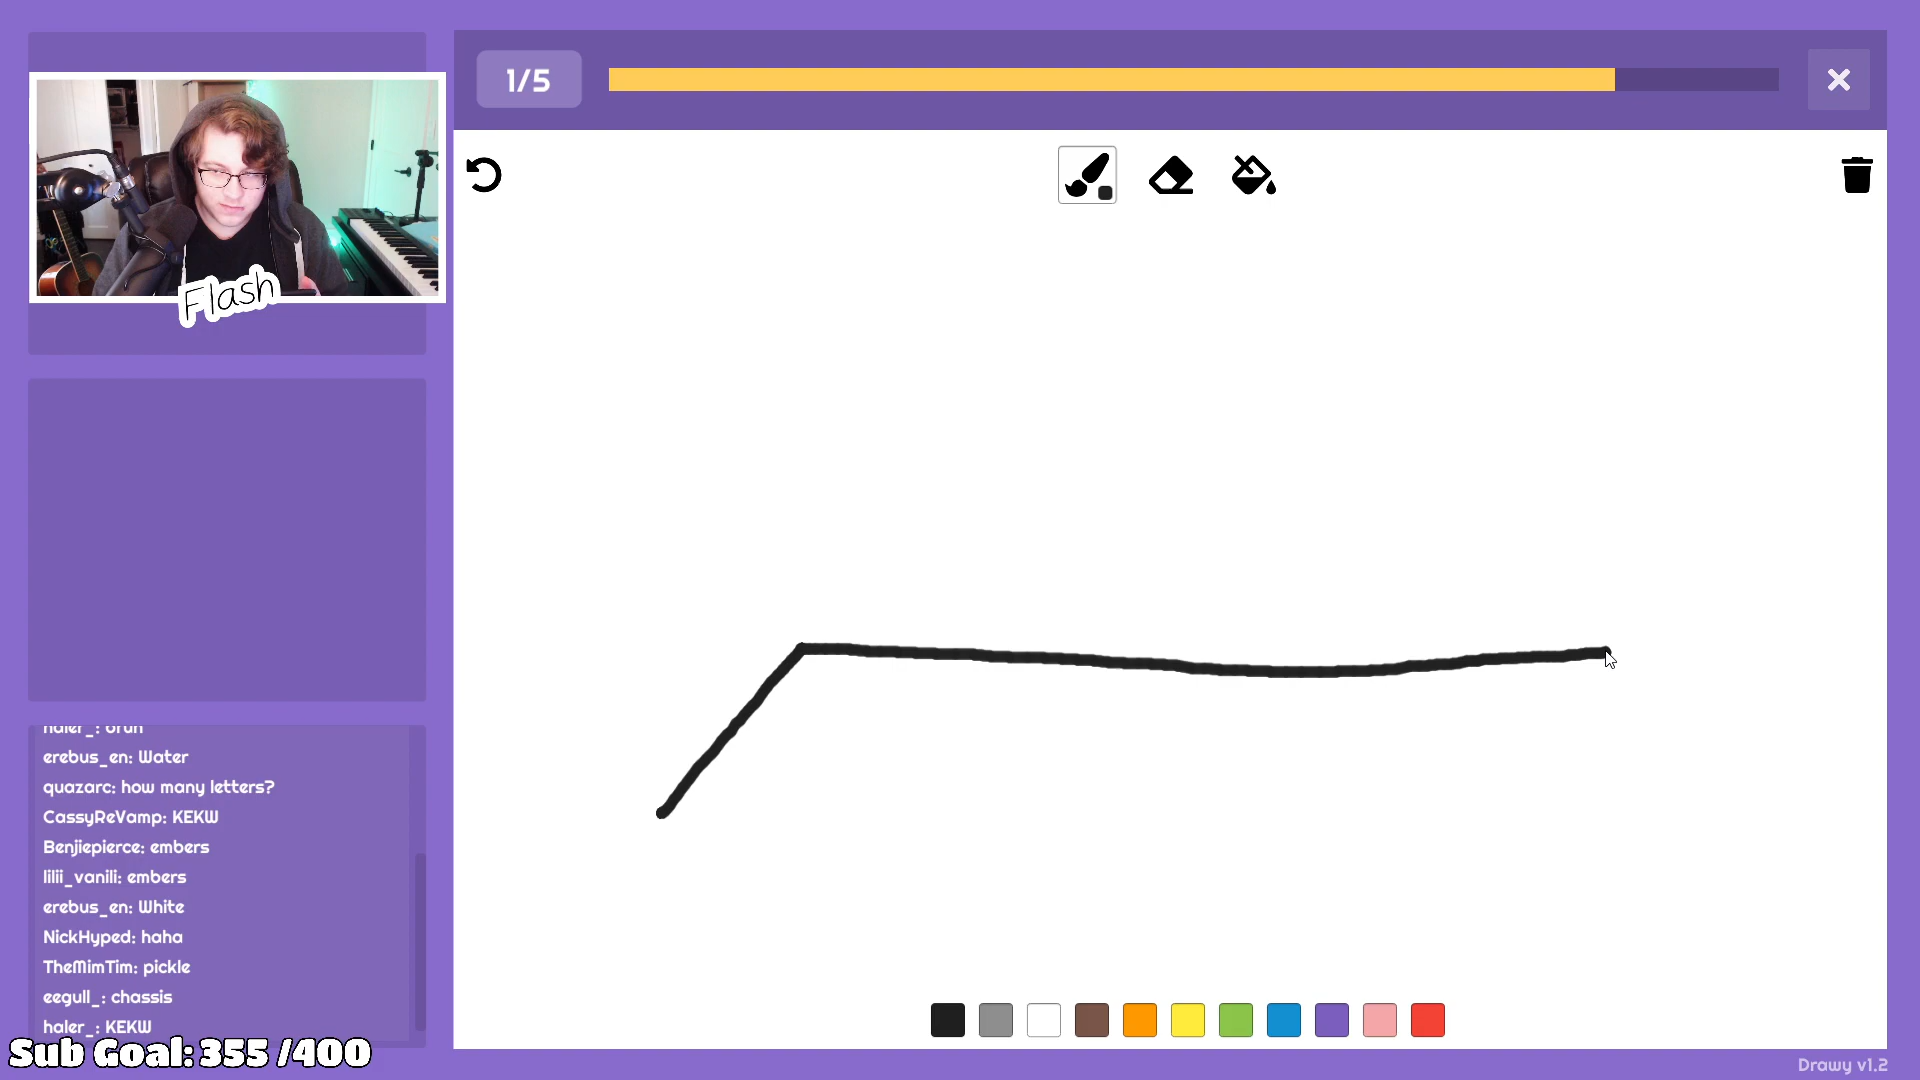 1/5
Flash
erebus_en: Water
quazarc: how many letters?
CassyReVamp: KEKW
Benjiepierce: embers
lilii_vanili: embers
erebus_en: White
NickHyped: haha
TheMimTim: pickle
eegull_: chassis
haler_: KEKW
Sub Goal: 355 /400
Drawy v1.2